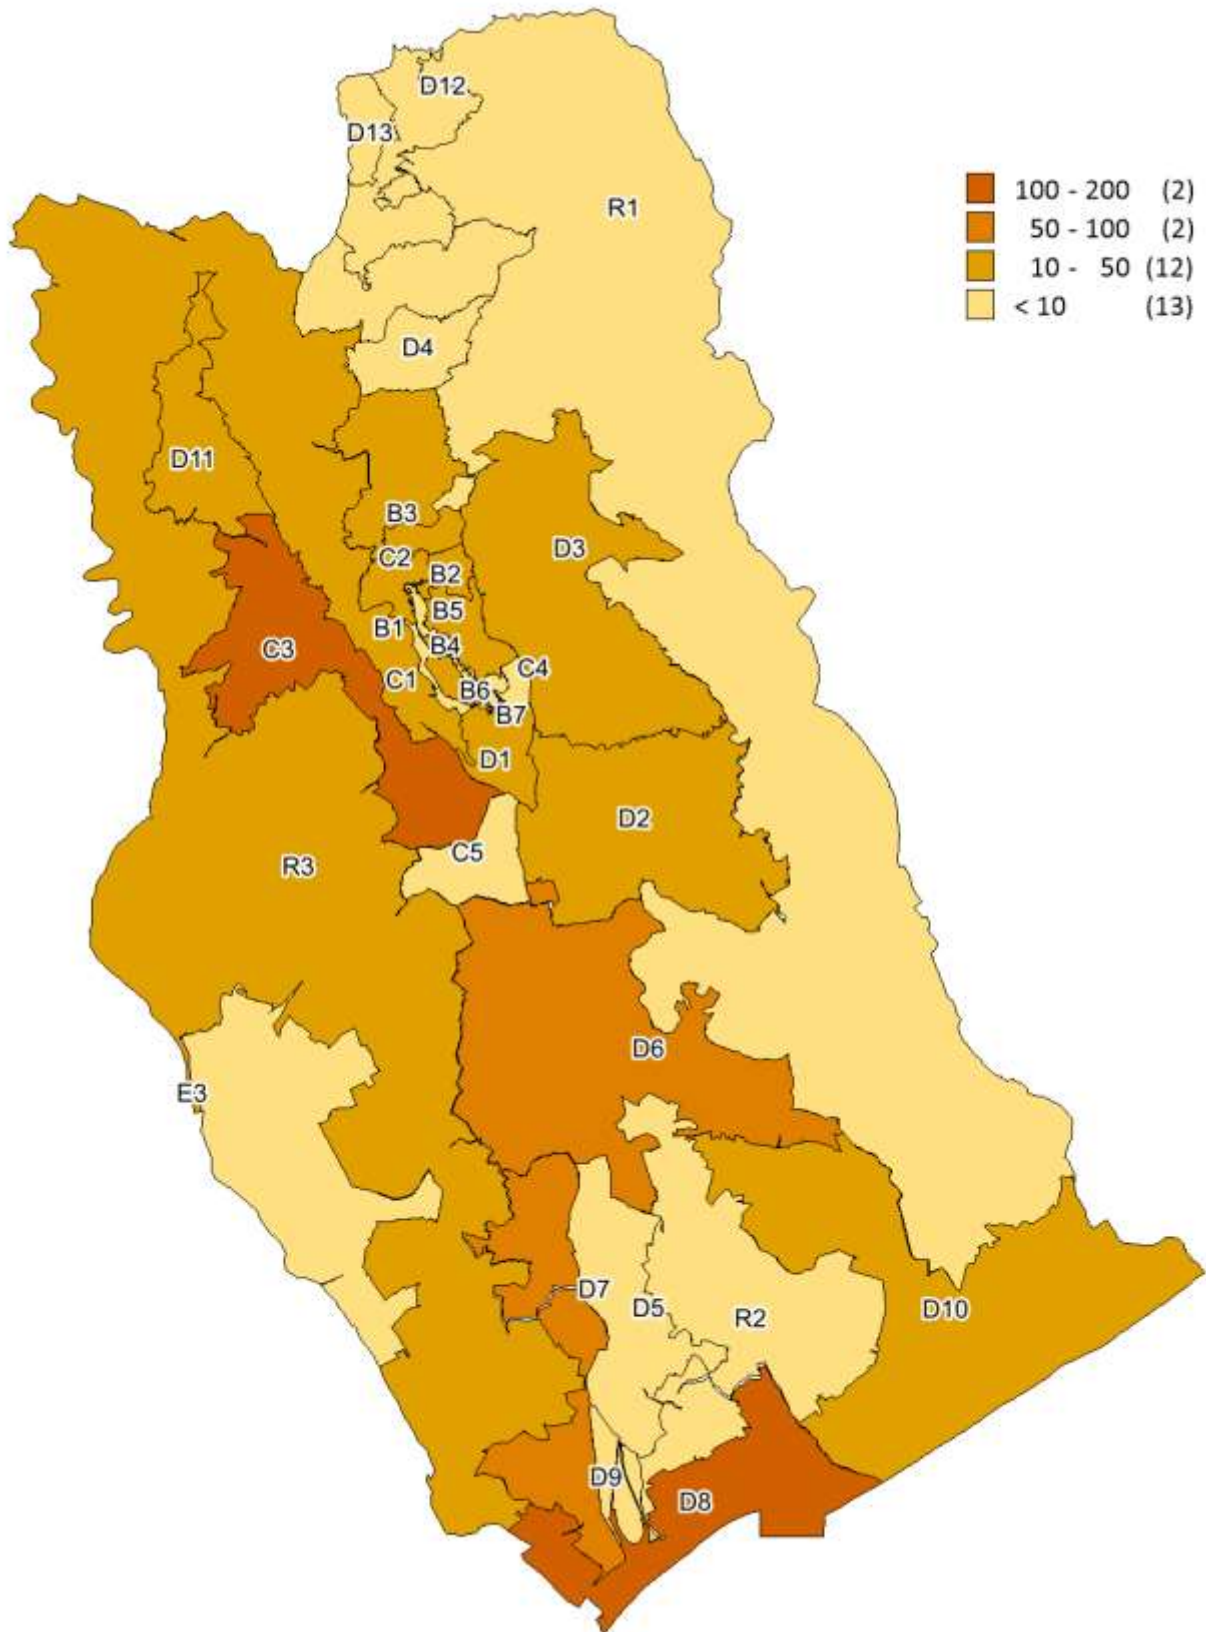 D12
D13
R1
100 - 200 (2)
50 - 100 (2)
10 - 50 (12)
< 10 (13)
D4
D11
B3
D3
C2
B2
B5
B1
B4
C3
C4
C1
B6
B7
D1
D2
C5
R3
D6
E3
D7
D5
R2
D10
D9
D8